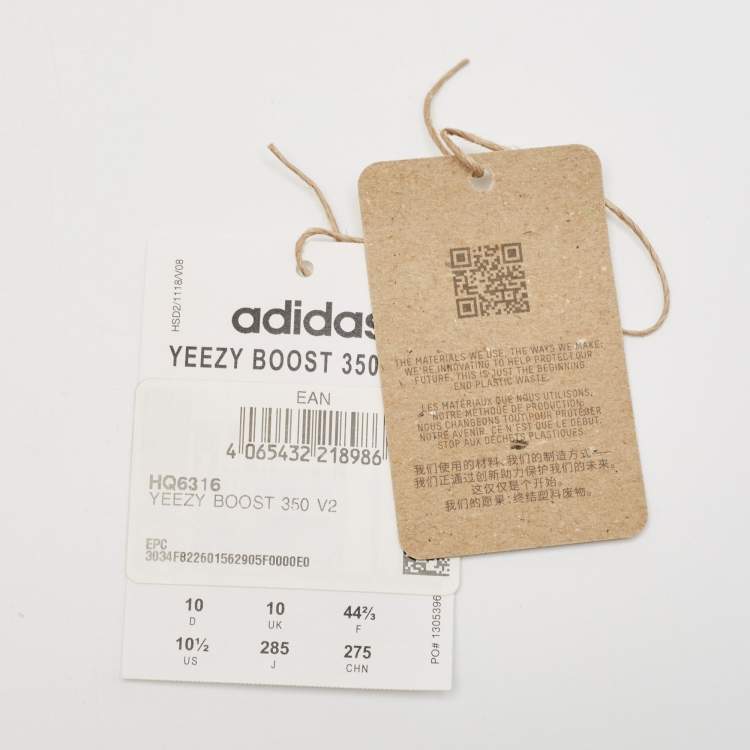 HSD2/1118/V08
adidas
YEEZY BOOST 350
EAN
4 065432 218986
HQ6316
YEEZY BOOST 350 V2
EPC
3034F822601562905F0000E0
10 10 44⅔
D UK F
10½ 285 275
US J CHN
PO# 1305396
THE MATERIALS WE USE. THE WAYS WE MAKE.
WE'RE INNOVATING TO HELP PROTECT OUR
FUTURE. THIS IS JUST THE BEGINNING.
END PLASTIC WASTE.
LES MATÉRIAUX QUE NOUS UTILISONS,
NOTRE MÉTHODE DE PRODUCTION:
NOUS CHANGEONS TOUT POUR PROTÉGER
NOTRE AVENIR. CE N'EST QUE LE DÉBUT.
STOP AUX DÉCHETS PLASTIQUES.
我们使用的材料、我们的制造方式——
我们正通过创新助力保护我们的未来。
这仅仅是个开始。
我们的愿景：终结塑料废物。